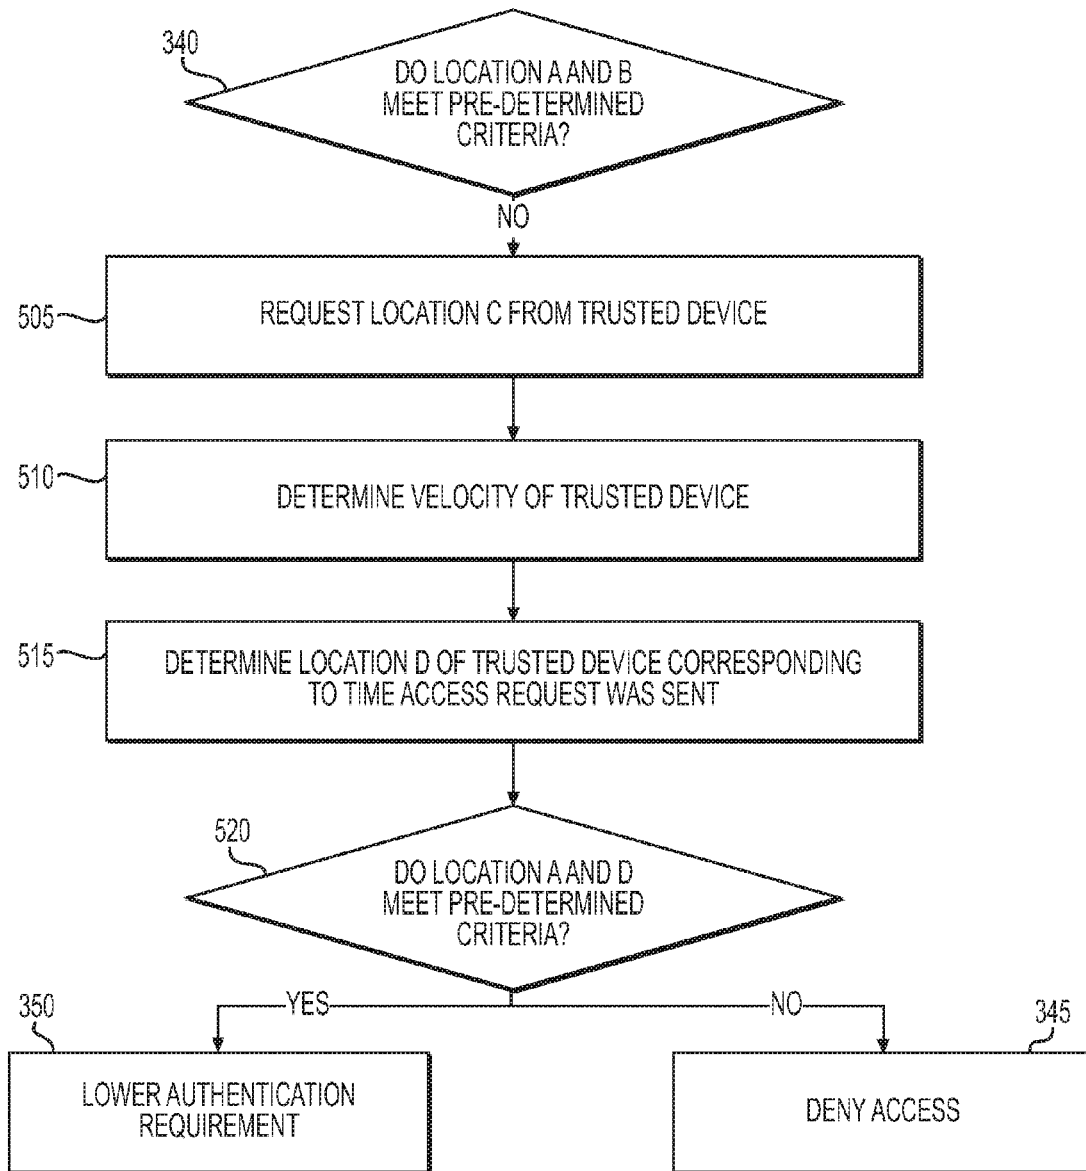 340
DO LOCATION A AND B
MEET PRE-DETERMINED
CRITERIA?
NO
505
REQUEST LOCATION C FROM TRUSTED DEVICE
510
DETERMINE VELOCITY OF TRUSTED DEVICE
515
DETERMINE LOCATION D OF TRUSTED DEVICE CORRESPONDING
TO TIME ACCESS REQUEST WAS SENT
520
DO LOCATION A AND D
MEET PRE-DETERMINED
CRITERIA?
YES
NO
350
LOWER AUTHENTICATION
REQUIREMENT
345
DENY ACCESS